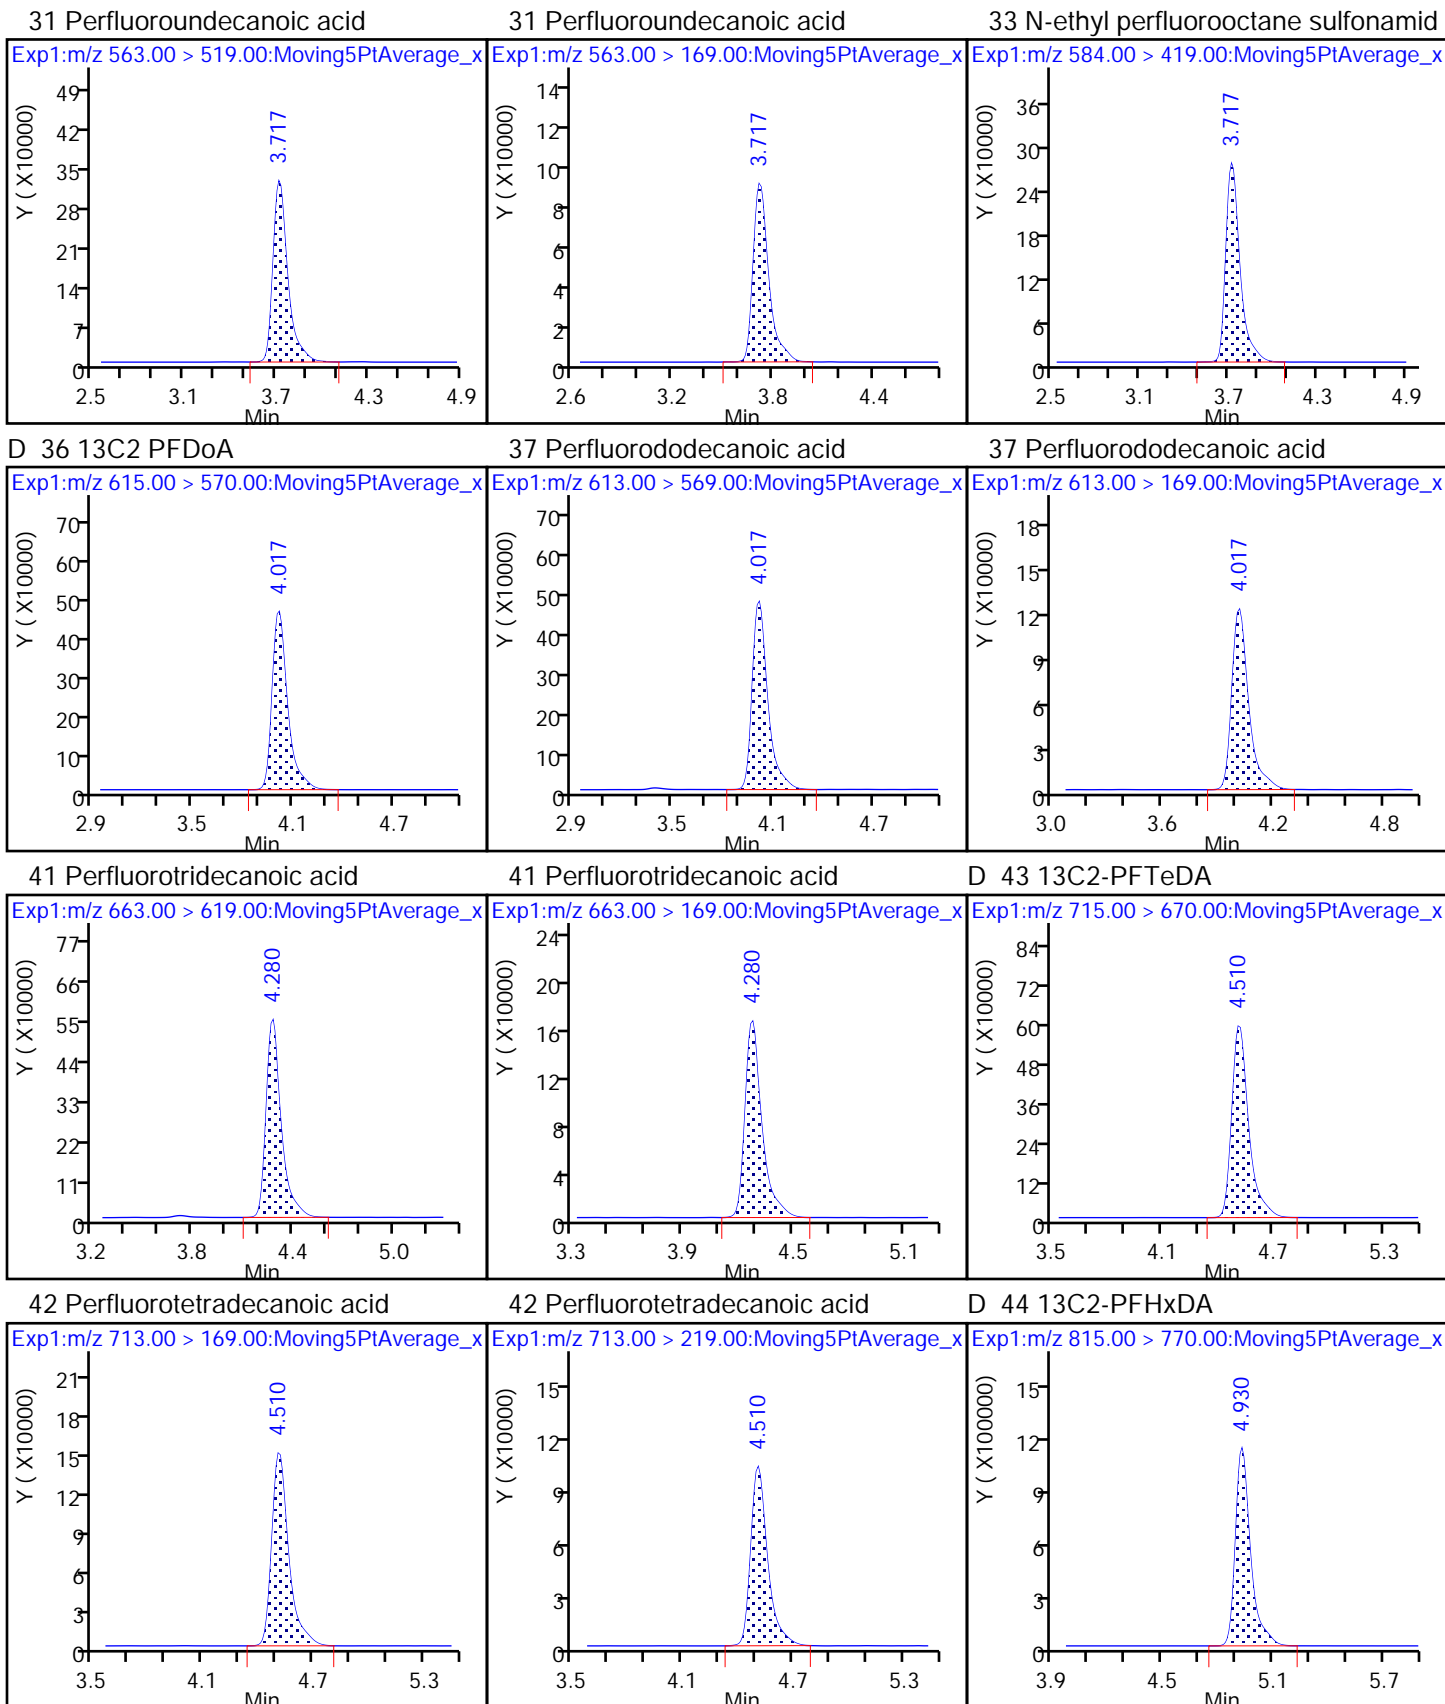 31 Perfluoroundecanoic acid
Exp1:m/z 563.00 > 519.00:Moving5PtAverage_x
Y ( X10000)
49
42
35
28
21
14
7
0
3.717
2.5 3.1 3.7 4.3 4.9
Min
31 Perfluoroundecanoic acid
Exp1:m/z 563.00 > 169.00:Moving5PtAverage_x
Y ( X10000)
14
12
10
8
6
4
2
0
3.717
2.6 3.2 3.8 4.4
Min
33 N-ethyl perfluorooctane sulfonamid
Exp1:m/z 584.00 > 419.00:Moving5PtAverage_x
Y ( X10000)
36
30
24
18
12
6
0
3.717
2.5 3.1 3.7 4.3 4.9
Min
D 36 13C2 PFDoA
Exp1:m/z 615.00 > 570.00:Moving5PtAverage_x
Y ( X10000)
70
60
50
40
30
20
10
0
4.017
2.9 3.5 4.1 4.7
Min
37 Perfluorododecanoic acid
Exp1:m/z 613.00 > 569.00:Moving5PtAverage_x
Y ( X10000)
70
60
50
40
30
20
10
0
4.017
2.9 3.5 4.1 4.7
Min
37 Perfluorododecanoic acid
Exp1:m/z 613.00 > 169.00:Moving5PtAverage_x
Y ( X10000)
18
15
12
9
6
3
0
4.017
3.0 3.6 4.2 4.8
Min
41 Perfluorotridecanoic acid
Exp1:m/z 663.00 > 619.00:Moving5PtAverage_x
Y ( X10000)
77
66
55
44
33
22
11
0
4.280
3.2 3.8 4.4 5.0
Min
41 Perfluorotridecanoic acid
Exp1:m/z 663.00 > 169.00:Moving5PtAverage_x
Y ( X10000)
24
20
16
12
8
4
0
4.280
3.3 3.9 4.5 5.1
Min
D 43 13C2-PFTeDA
Exp1:m/z 715.00 > 670.00:Moving5PtAverage_x
Y ( X10000)
84
72
60
48
36
24
12
0
4.510
3.5 4.1 4.7 5.3
Min
42 Perfluorotetradecanoic acid
Exp1:m/z 713.00 > 169.00:Moving5PtAverage_x
Y ( X10000)
21
18
15
12
9
6
3
0
4.510
3.5 4.1 4.7 5.3
Min
42 Perfluorotetradecanoic acid
Exp1:m/z 713.00 > 219.00:Moving5PtAverage_x
Y ( X10000)
15
12
9
6
3
0
4.510
3.5 4.1 4.7 5.3
Min
D 44 13C2-PFHxDA
Exp1:m/z 815.00 > 770.00:Moving5PtAverage_x
Y ( X100000)
15
12
9
6
3
0
4.930
3.9 4.5 5.1 5.7
Min